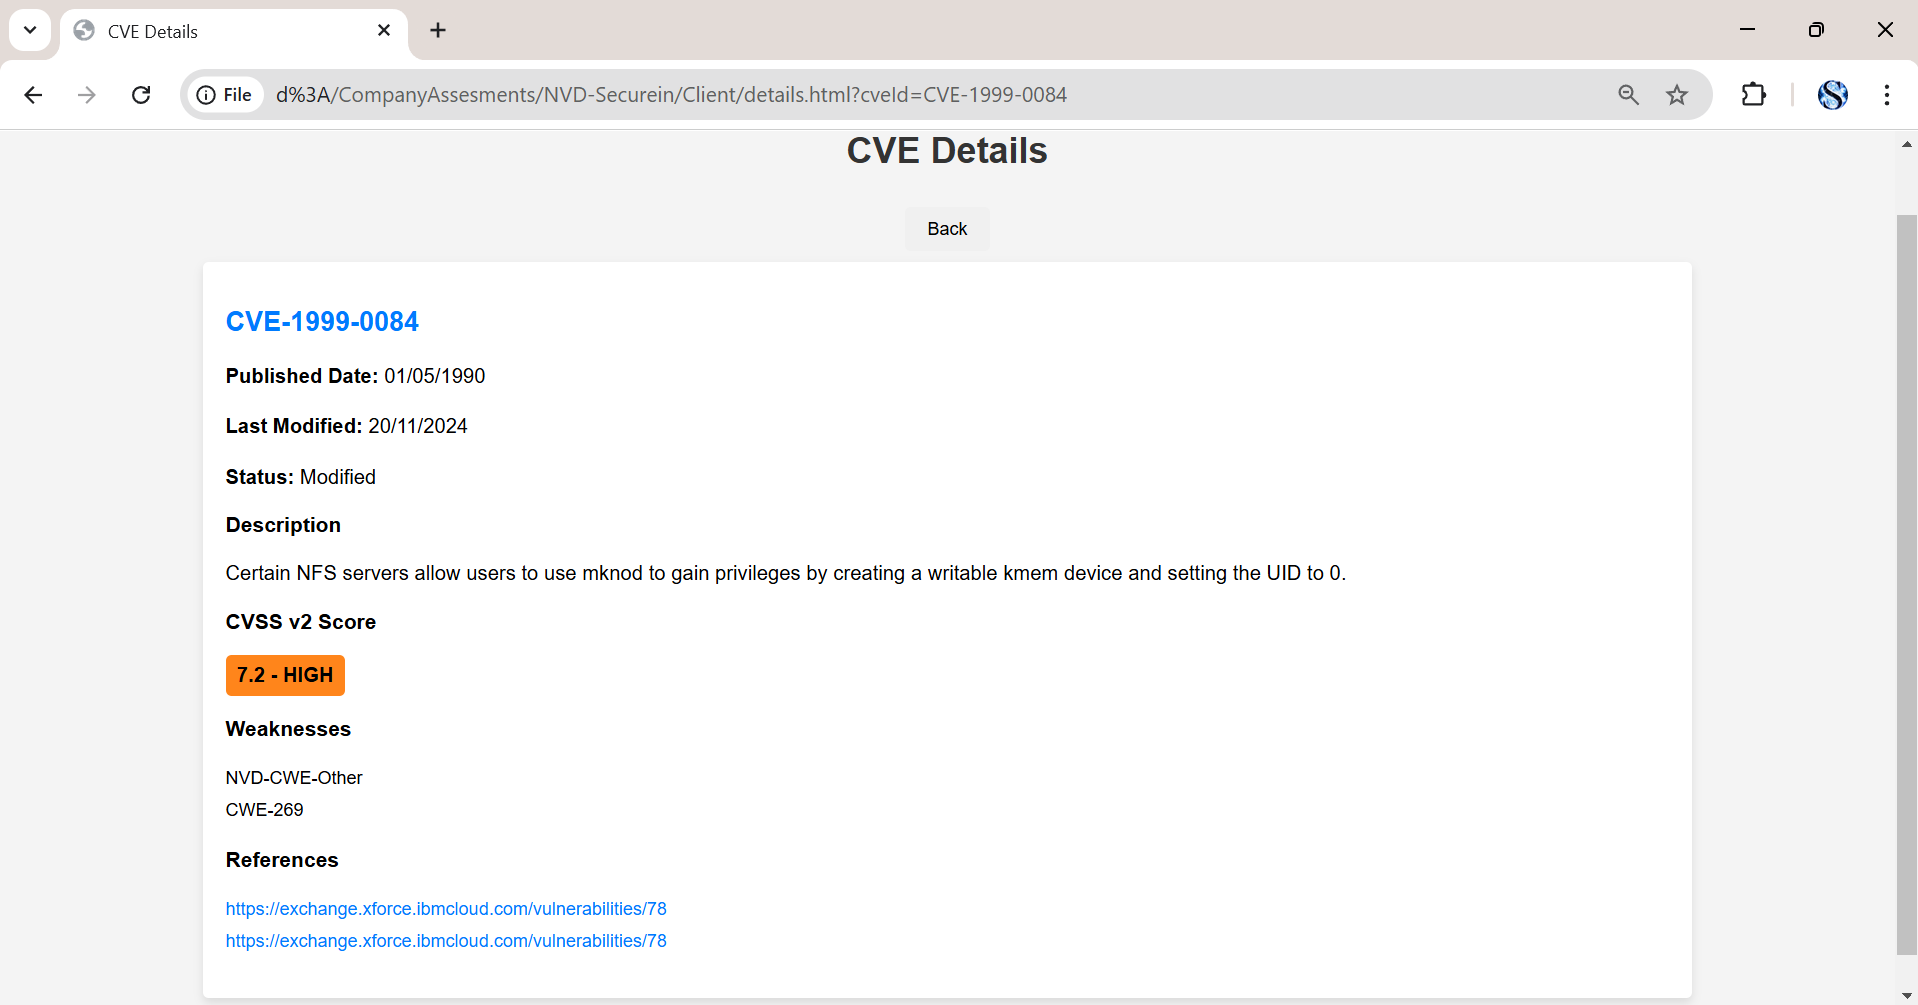 CVE Details
File d%3A/CompanyAssesments/NVD-Securein/Client/details.html?cveId=CVE-1999-0084
CVE Details
Back
CVE-1999-0084
Published Date: 01/05/1990
Last Modified: 20/11/2024
Status: Modified
Description
Certain NFS servers allow users to use mknod to gain privileges by creating a writable kmem device and setting the UID to 0.
CVSS v2 Score
7.2 - HIGH
Weaknesses
NVD-CWE-Other
CWE-269
References
https://exchange.xforce.ibmcloud.com/vulnerabilities/78
https://exchange.xforce.ibmcloud.com/vulnerabilities/78